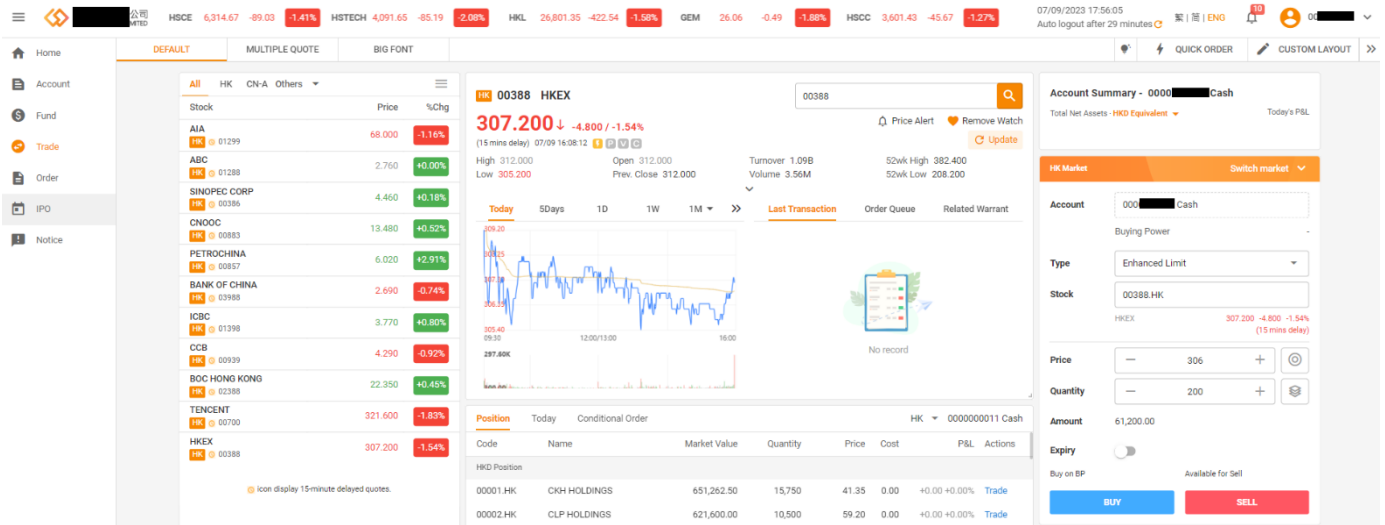 公司
MITED
HSCE 6,314.67 -89.03 -1.41% HSTECH 4,091.65 -85.19 -2.08% HKL 26,801.35 -422.54 -1.58% GEM 26.06 -0.49 -1.88% HSCC 3,601.43 -45.67 -1.27%
07/09/2023 17:56:05
Auto logout after 29 minutes
繁 | 简 | ENG
10
00
Home
Account
Fund
Trade
Order
IPO
Notice
DEFAULT MULTIPLE QUOTE BIG FONT
QUICK ORDER CUSTOM LAYOUT
All HK CN-A Others
Stock Price %Chg
AIA
HK 01299 68.000 -1.16%
ABC
HK 01288 2.760 +0.00%
SINOPEC CORP
HK 00386 4.460 +0.18%
CNOOC
HK 00883 13.480 +0.52%
PETROCHINA
HK 00857 6.020 +2.91%
BANK OF CHINA
HK 03988 2.690 -0.74%
ICBC
HK 01398 3.770 +0.80%
CCB
HK 00939 4.290 -0.92%
BOC HONG KONG
HK 02388 22.350 +0.45%
TENCENT
HK 00700 321.600 -1.83%
HKEX
HK 00388 307.200 -1.54%
icon display 15-minute delayed quotes.
HK 00388 HKEX
00388
307.200 -4.800 / -1.54%
Price Alert Remove Watch
(15 mins delay) 07/09 16:08:12 P V C
Update
High 312.000 Open 312.000 Turnover 1.09B 52wk High 382.400
Low 305.200 Prev. Close 312.000 Volume 3.56M 52wk Low 208.200
Today 5Days 1D 1W 1M
Last Transaction Order Queue Related Warrant
309.20
305.40
09:30 12:00/13:00 16:00
297.60K
No record
Position Today Conditional Order
HK 0000000011 Cash
Code Name Market Value Quantity Price Cost P&L Actions
HKD Position
00001.HK CKH HOLDINGS 651,262.50 15,750 41.35 0.00 +0.00 +0.00% Trade
00002.HK CLP HOLDINGS 621,600.00 10,500 59.20 0.00 +0.00 +0.00% Trade
Account Summary - 0000 Cash
Total Net Assets - HKD Equivalent Today's P&L
HK Market Switch market
Account 000 Cash
Buying Power -
Type Enhanced Limit
Stock 00388.HK
HKEX 307.200 -4.800 -1.54%
(15 mins delay)
Price − 306 +
Quantity − 200 +
Amount 61,200.00
Expiry
Buy on BP Available for Sell
BUY SELL